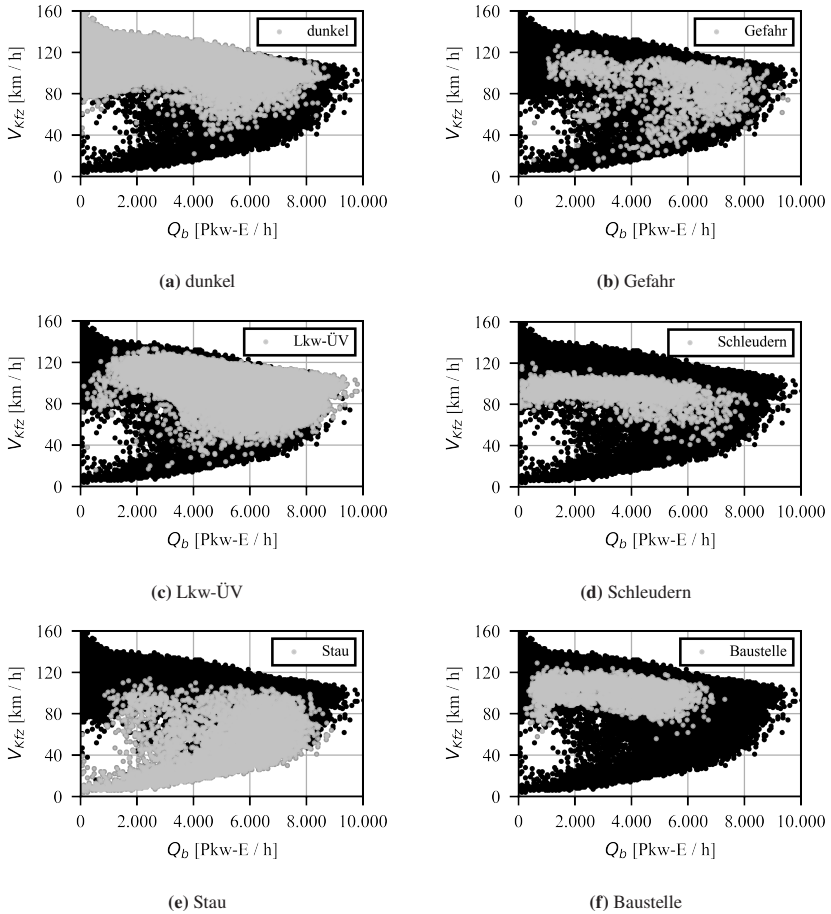 160
120
80
40
0
V_Kfz [km / h]
dunkel
0 2.000 4.000 6.000 8.000 10.000
Q_b [Pkw-E / h]
(a) dunkel
160
120
80
40
0
V_Kfz [km / h]
Gefahr
0 2.000 4.000 6.000 8.000 10.000
Q_b [Pkw-E / h]
(b) Gefahr
160
120
80
40
0
V_Kfz [km / h]
Lkw-ÜV
0 2.000 4.000 6.000 8.000 10.000
Q_b [Pkw-E / h]
(c) Lkw-ÜV
160
120
80
40
0
V_Kfz [km / h]
Schleudern
0 2.000 4.000 6.000 8.000 10.000
Q_b [Pkw-E / h]
(d) Schleudern
160
120
80
40
0
V_Kfz [km / h]
Stau
0 2.000 4.000 6.000 8.000 10.000
Q_b [Pkw-E / h]
(e) Stau
160
120
80
40
0
V_Kfz [km / h]
Baustelle
0 2.000 4.000 6.000 8.000 10.000
Q_b [Pkw-E / h]
(f) Baustelle